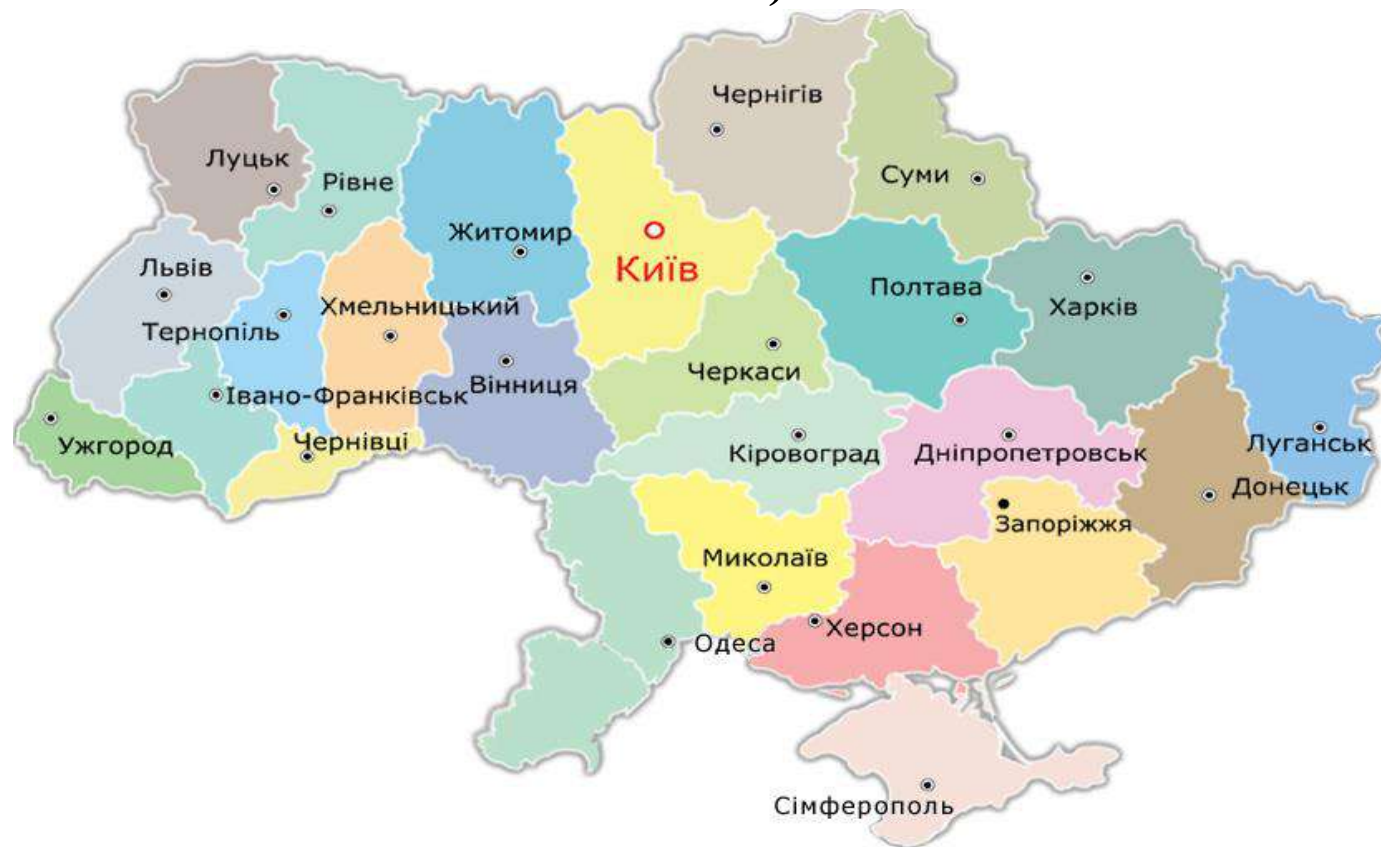 Чернігів
Луцьк
Суми
Рівне
Житомир
Київ
Львів
Полтава
Харків
Хмельницький
Тернопіль
Черкаси
Вінниця
Івано-Франківськ
Ужгород
Чернівці
Кіровоград
Дніпропетровськ
Луганськ
Донецьк
Запоріжжя
Миколаїв
Херсон
Одеса
Сімферополь